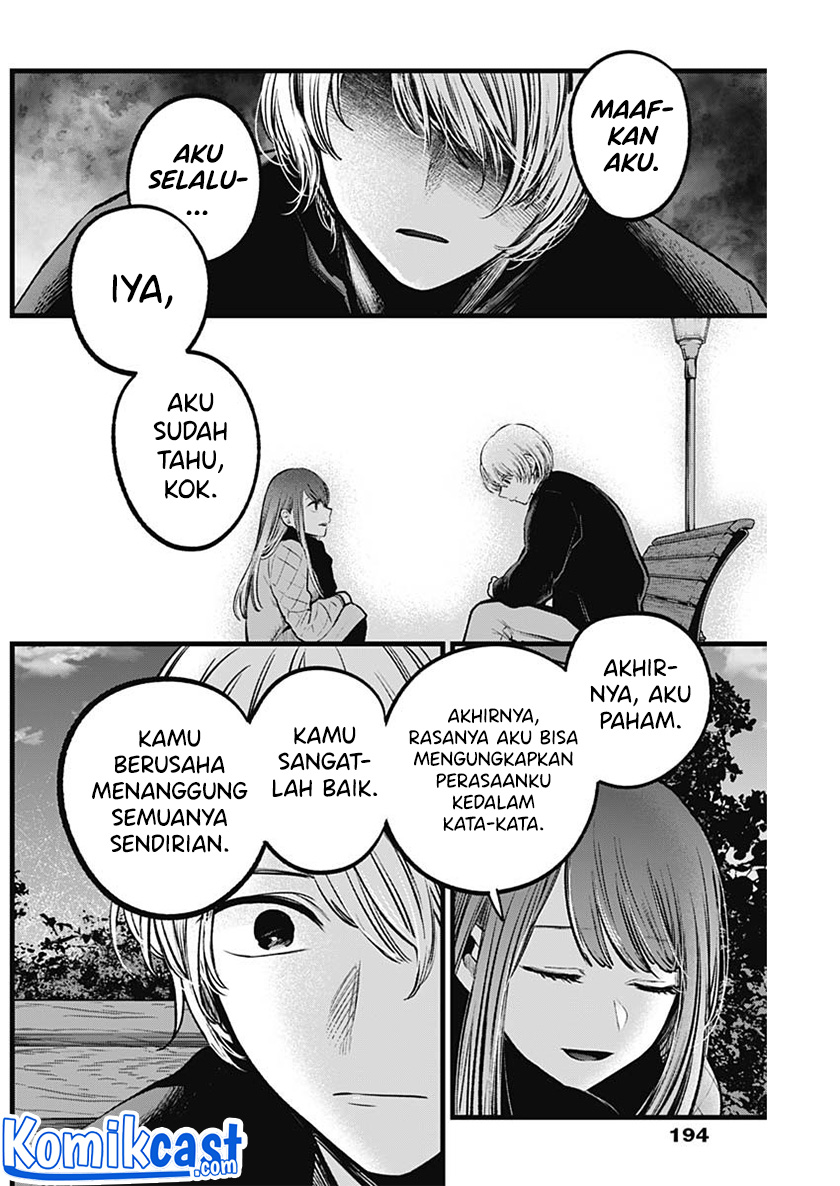 MAAF-
KAN
AKU.
AKU
SELALU-
...
IYA,
AKU
SUDAH
TAHU,
KOK.
AKHIR-
NYA, AKU
PAHAM.
AKHIRNYA,
RASANYA AKU BISA
MENGUNGKAPKAN
PERASAANKU
KEDALAM
KATA-KATA.
KAMU
SANGAT-
LAH BAIK.
KAMU
BERUSAHA
MENANGGUNG
SEMUANYA
SENDIRIAN.
194
Komikcast
.com